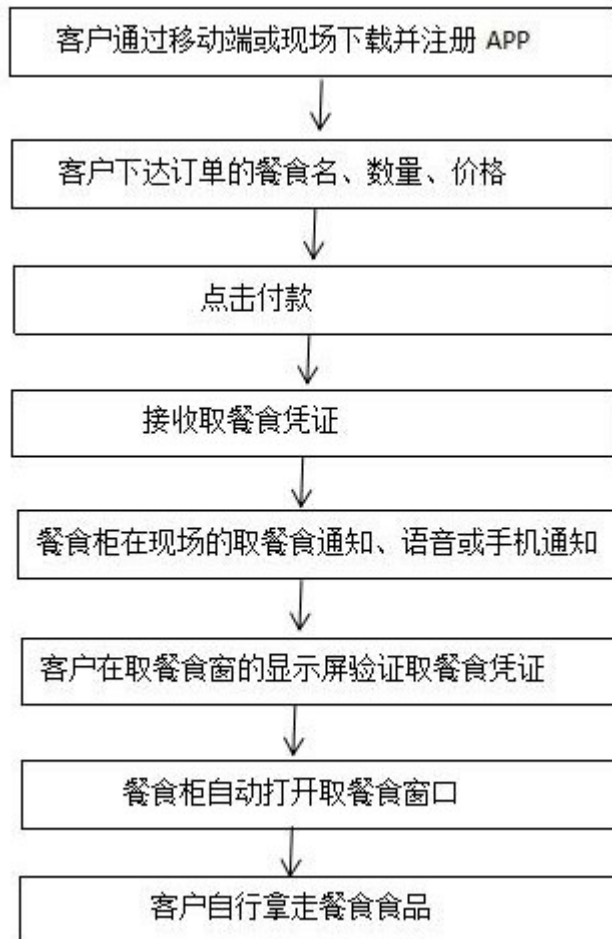 客户通过移动端或现场下载并注册 APP
客户下达订单的餐食名、数量、价格
点击付款
接收取餐食凭证
餐食柜在现场的取餐食通知、语音或手机通知
客户在取餐食窗的显示屏验证取餐食凭证
餐食柜自动打开取餐食窗口
客户自行拿走餐食食品